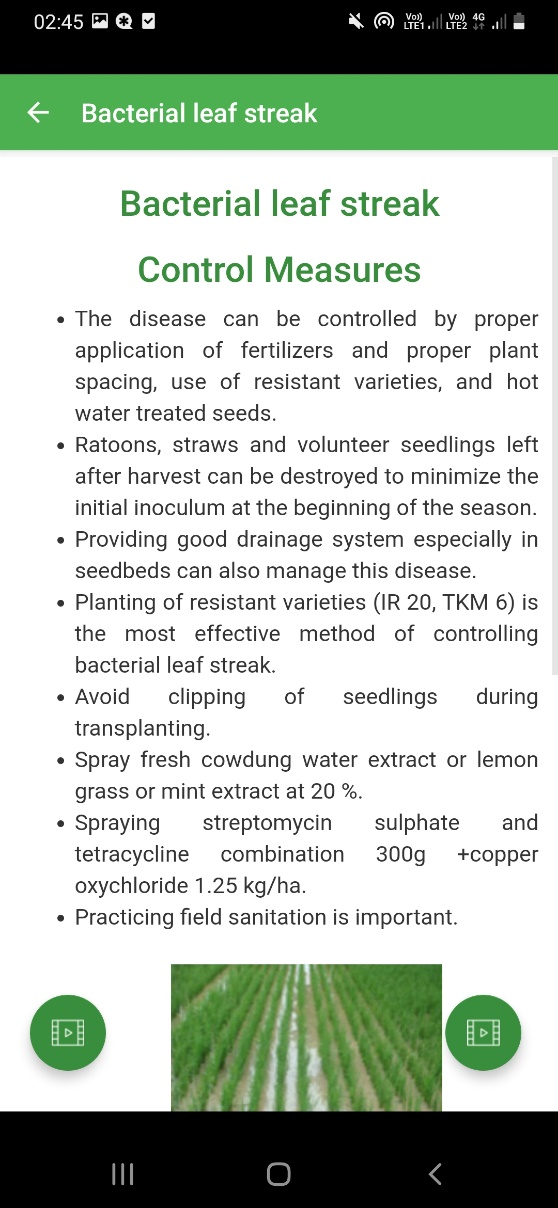 02:45
Vo)) LTE1 Vo)) LTE2 4G
Bacterial leaf streak
Bacterial leaf streak
Control Measures
• The disease can be controlled by proper
application of fertilizers and proper plant
spacing, use of resistant varieties, and hot
water treated seeds.
• Ratoons, straws and volunteer seedlings left
after harvest can be destroyed to minimize the
initial inoculum at the beginning of the season.
• Providing good drainage system especially in
seedbeds can also manage this disease.
• Planting of resistant varieties (IR 20, TKM 6) is
the most effective method of controlling
bacterial leaf streak.
• Avoid clipping of seedlings during
transplanting.
• Spray fresh cowdung water extract or lemon
grass or mint extract at 20 %.
• Spraying streptomycin sulphate and
tetracycline combination 300g +copper
oxychloride 1.25 kg/ha.
• Practicing field sanitation is important.